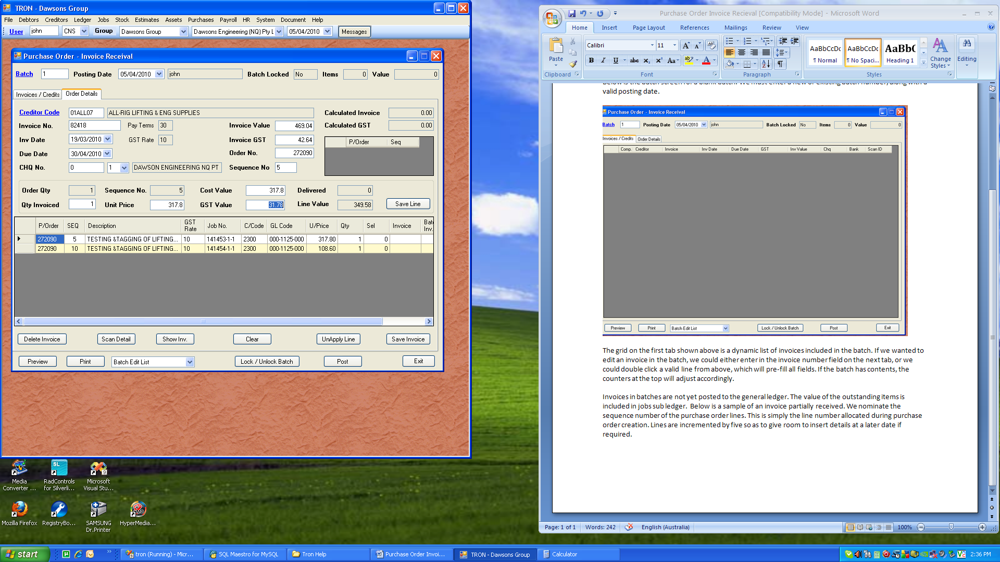 TRON - Dawsons Group
File Debtors Creditors Ledger Jobs Stock Estimates Assets Purchases Payroll HR System Document Help
User john CNS Group Dawsons Group Dawsons Engineering (NQ) Pty L 05/04/2010 Messages
Purchase Order - Invoice Receival
Batch 1 Posting Date 05/04/2010 john Batch Locked No Items 0 Value 0
Invoices / Credits Order Details
Creditor Code 01ALL07 ALL-RIG LIFTING & ENG SUPPLIES Calculated Invoice 0.00
Invoice No. 82418 Pay Terms 30 Invoice Value 469.04 Calculated GST 0.00
Inv Date 19/03/2010 GST Rate 10 Invoice GST 42.64 P/Order Seq
Due Date 30/04/2010 Order No. 272090
CHQ No. 0 1 DAWSON ENGINEERING NQ PT Sequence No 5
Order Qty 1 Sequence No. 5 Cost Value 317.8 Delivered 0
Qty Invoiced 1 Unit Price 317.8 GST Value 31.78 Line Value 349.58 Save Line
P/Order SEQ Description GST Rate Job No. C/Code GL Code U/Price Qty Sel Invoice Inv.
272090 5 TESTING &TAGGING OF LIFTING... 10 141453-1-1 2300 000-1125-000 317.80 1 0
272090 10 TESTING &TAGGING OF LIFTING... 10 141454-1-1 2300 000-1125-000 108.60 1 0
Delete Invoice Scan Detail Show Inv. Clear UnApply Line Save Invoice
Preview Print Batch Edit List Lock / Unlock Batch Post Exit
Media Converter ...
RadControls for Silverli...
Microsoft Visual Stu...
Mozilla Firefox
RegistryBo...
SAMSUNG Dr.Printer
HyperMedia...
Purchase Order Invoice Recieval [Compatibility Mode] - Microsoft Word
Home Insert Page Layout References Mailings Review View
Paste Calibri 11 AaBbCcDc AaBbCcDc AaBbC Change Styles Editing
B I U abc x₂ x² Aa ¶ Normal ¶ No Spaci... Heading 1
Clipboard Font Paragraph Styles
Below is the batch screen for a blank batch. We must enter a new or existing batch number, along with a
valid posting date.
Purchase Order - Invoice Receival
Batch 1 Posting Date 05/04/2010 john Batch Locked No Items 0 Value 0
Invoices / Credits Order Details
Comp. Creditor Invoice Inv Date Due Date GST Inv Value Chq Bank Scan ID
Preview Print Batch Edit List Lock / Unlock Batch Post Exit
The grid on the first tab shown above is a dynamic list of invoices included in the batch. If we wanted to
edit an invoice in the batch, we could either enter in the invoice number field on the next tab, or we
could double click a valid line from above, which will pre-fill all fields. If the batch has contents, the
counters at the top will adjust accordingly.
Invoices in batches are not yet posted to the general ledger. The value of the outstanding items is
included in jobs sub ledger. Below is a sample of an invoice partially received. We nominate the
sequence number of the purchase order lines. This is simply the line number allocated during purchase
order creation. Lines are incremented by five so as to give room to insert details at a later date if
required.
Page: 1 of 1 Words: 242 English (Australia) 100%
start tron (Running) - Micr... SQL Maestro for MySQL Tron Help Purchase Order Invoi... TRON - Dawsons Group Calculator 2:36 PM